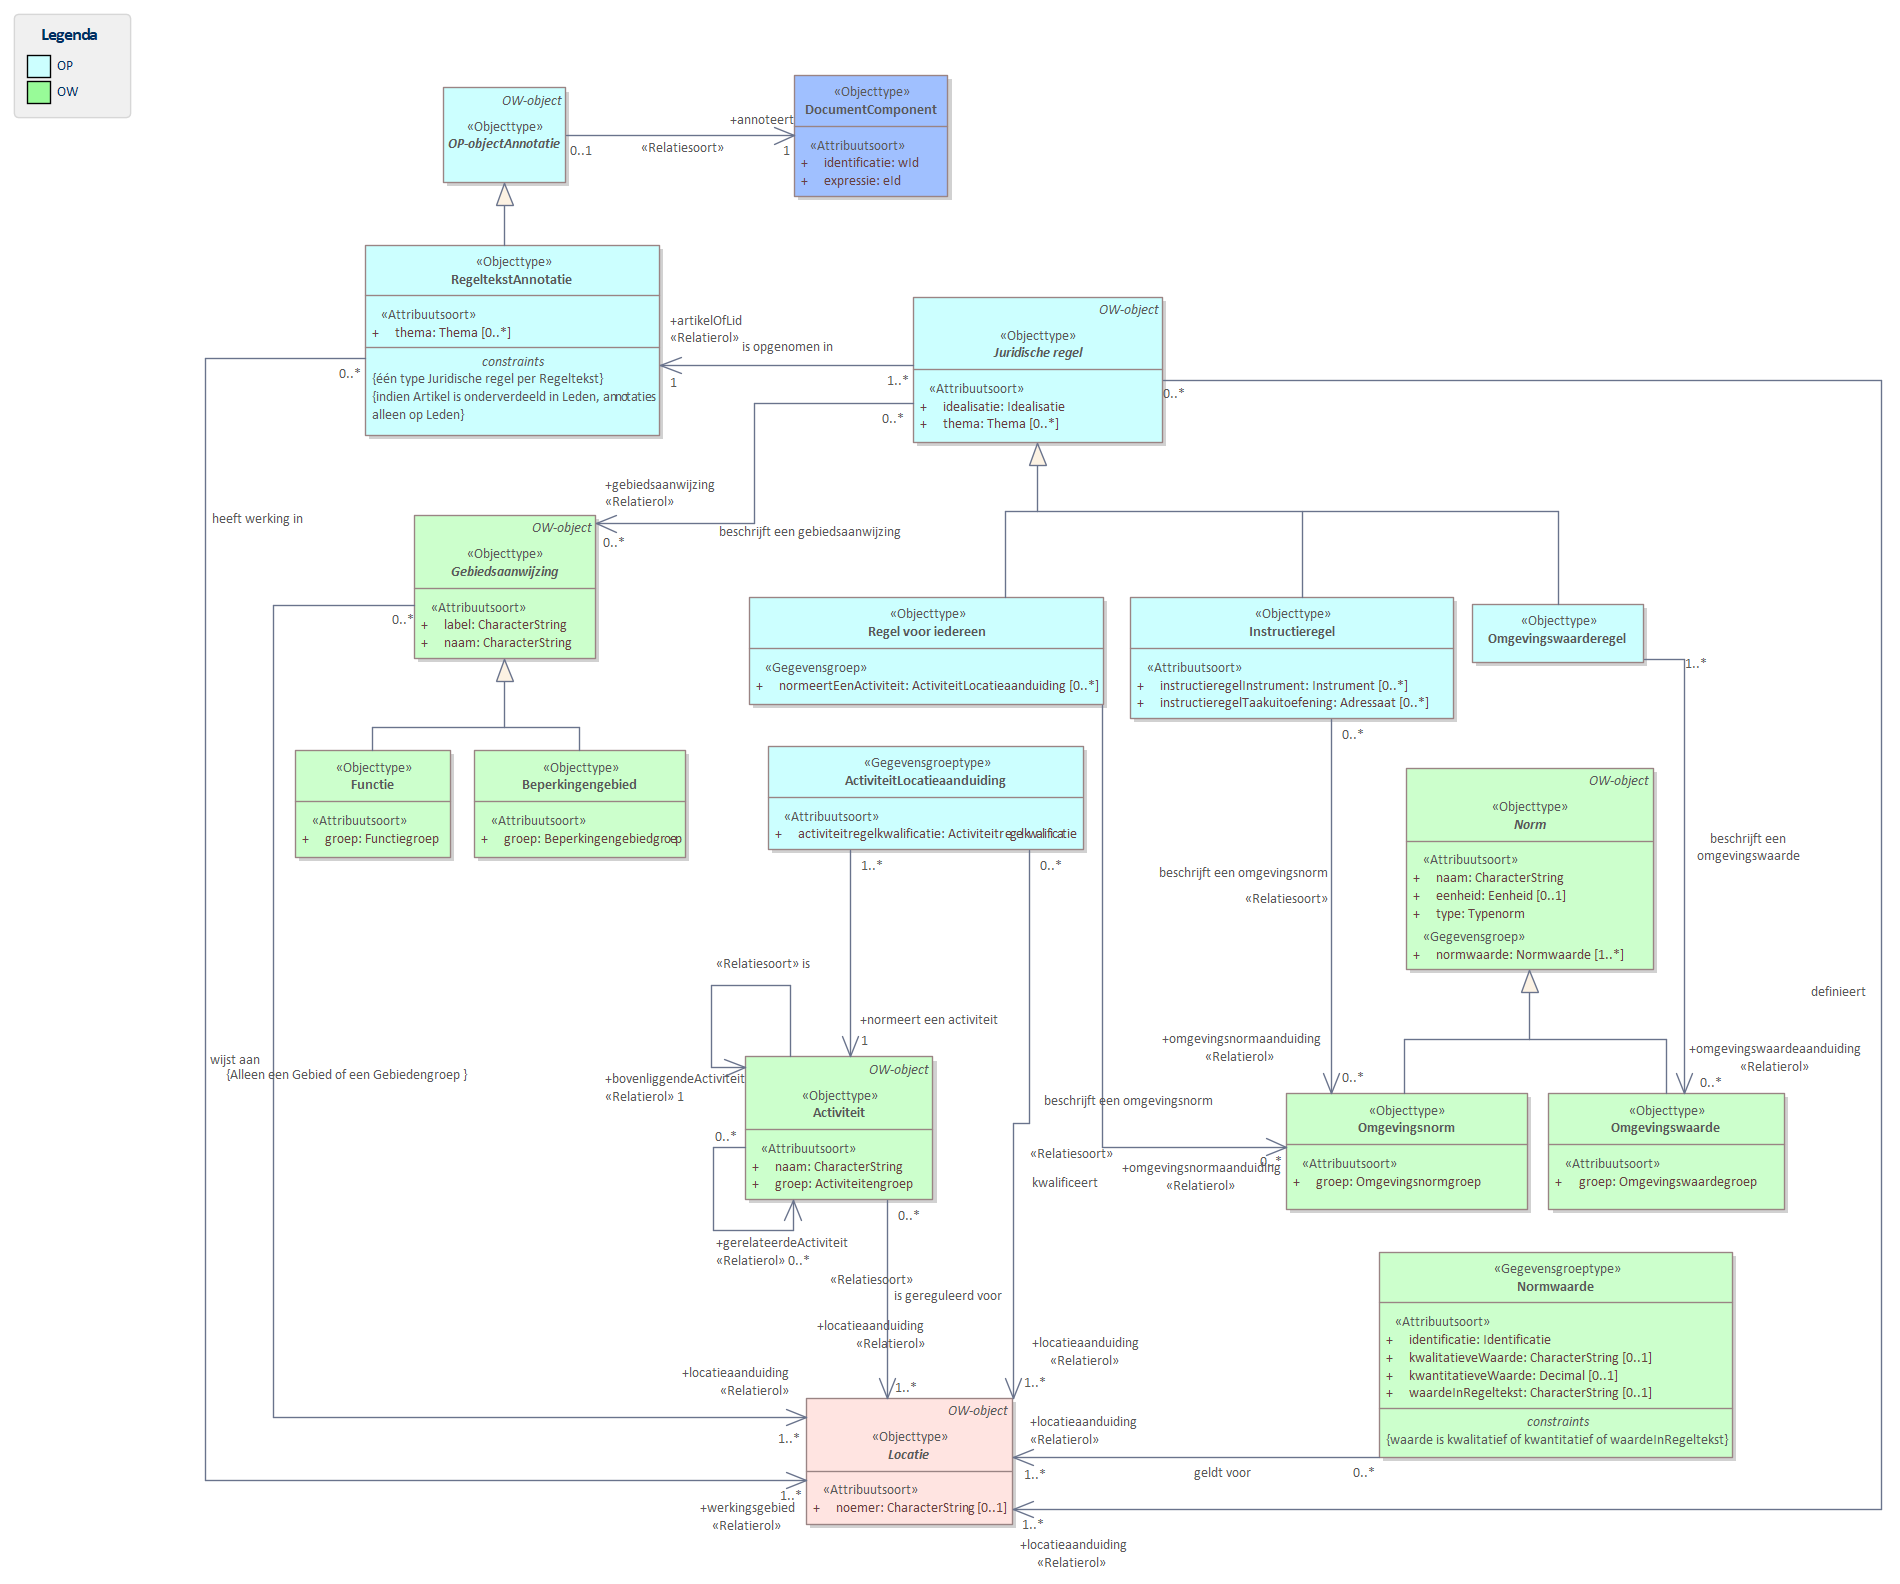 Legenda
OP
OW
OW-object
«Objecttype»
OP-objectAnnotatie
0..1
«Relatiesoort»
+annoteert
1
«Objecttype»
DocumentComponent
«Attribuutsoort»
+ identificatie: wId
+ expressie: eId
«Objecttype»
RegeltekstAnnotatie
«Attribuutsoort»
+ thema: Thema [0..*]
constraints
{één type Juridische regel per Regeltekst}
{indien Artikel is onderverdeeld in Leden, annotaties
alleen op Leden}
0..*
+artikelOfLid
«Relatierol»
is opgenomen in
1
1..*
0..*
OW-object
«Objecttype»
Juridische regel
«Attribuutsoort»
+ idealisatie: Idealisatie
+ thema: Thema [0..*]
0..*
+gebiedsaanwijzing
«Relatierol»
beschrijft een gebiedsaanwijzing
0..*
heeft werking in
OW-object
«Objecttype»
Gebiedsaanwijzing
«Attribuutsoort»
+ label: CharacterString
+ naam: CharacterString
0..*
«Objecttype»
Regel voor iedereen
«Gegevensgroep»
+ normeertEenActiviteit: ActiviteitLocatieaanduiding [0..*]
«Objecttype»
Instructieregel
«Attribuutsoort»
+ instructieregelInstrument: Instrument [0..*]
+ instructieregelTaakuitoefening: Adressaat [0..*]
0..*
«Objecttype»
Omgevingswaarderegel
1..*
«Objecttype»
Functie
«Attribuutsoort»
+ groep: Functiegroep
«Objecttype»
Beperkingengebied
«Attribuutsoort»
+ groep: Beperkingengebiedgroep
«Gegevensgroeptype»
ActiviteitLocatieaanduiding
«Attribuutsoort»
+ activiteitregelkwalificatie: Activiteitregelkwalificatie
1..*
0..*
OW-object
«Objecttype»
Norm
«Attribuutsoort»
+ naam: CharacterString
+ eenheid: Eenheid [0..1]
+ type: Typenorm
«Gegevensgroep»
+ normwaarde: Normwaarde [1..*]
beschrijft een
omgevingswaarde
beschrijft een omgevingsnorm
«Relatiesoort»
definieert
«Relatiesoort» is
+normeert een activiteit
1
+omgevingsnormaanduiding
«Relatierol»
0..*
+omgevingswaardeaanduiding
«Relatierol»
0..*
wijst aan
{Alleen een Gebied of een Gebiedengroep }
+bovenliggendeActiviteit
«Relatierol» 1
OW-object
«Objecttype»
Activiteit
«Attribuutsoort»
+ naam: CharacterString
+ groep: Activiteitengroep
0..*
+gerelateerdeActiviteit
«Relatierol» 0..*
0..*
beschrijft een omgevingsnorm
«Relatiesoort»
kwalificeert
+omgevingsnormaanduiding
«Relatierol»
0..*
«Objecttype»
Omgevingsnorm
«Attribuutsoort»
+ groep: Omgevingsnormgroep
«Objecttype»
Omgevingswaarde
«Attribuutsoort»
+ groep: Omgevingswaardegroep
«Relatiesoort»
is gereguleerd voor
+locatieaanduiding
«Relatierol»
1..*
+locatieaanduiding
«Relatierol»
1..*
«Gegevensgroeptype»
Normwaarde
«Attribuutsoort»
+ identificatie: Identificatie
+ kwalitatieveWaarde: CharacterString [0..1]
+ kwantitatieveWaarde: Decimal [0..1]
+ waardeInRegeltekst: CharacterString [0..1]
constraints
{waarde is kwalitatief of kwantitatief of waardeInRegeltekst}
+locatieaanduiding
«Relatierol»
1..*
OW-object
«Objecttype»
Locatie
«Attribuutsoort»
+ noemer: CharacterString [0..1]
+locatieaanduiding
«Relatierol»
1..*
geldt voor
0..*
1..*
+werkingsgebied
«Relatierol»
1..*
+locatieaanduiding
«Relatierol»